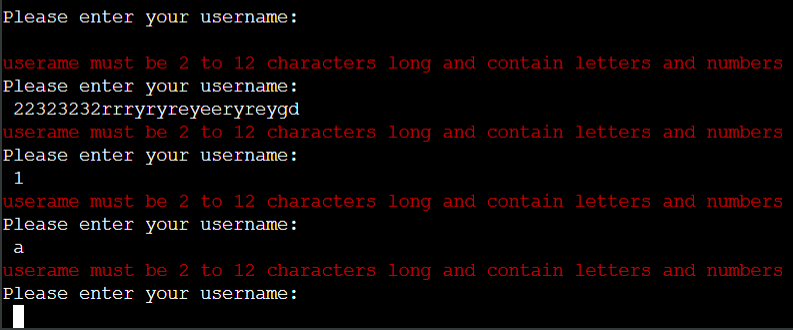 Please enter your username:
userame must be 2 to 12 characters long and contain letters and numbers
Please enter your username:
22323232rrryryreyeeryreygd
userame must be 2 to 12 characters long and contain letters and numbers
Please enter your username:
1
userame must be 2 to 12 characters long and contain letters and numbers
Please enter your username:
a
userame must be 2 to 12 characters long and contain letters and numbers
Please enter your username: